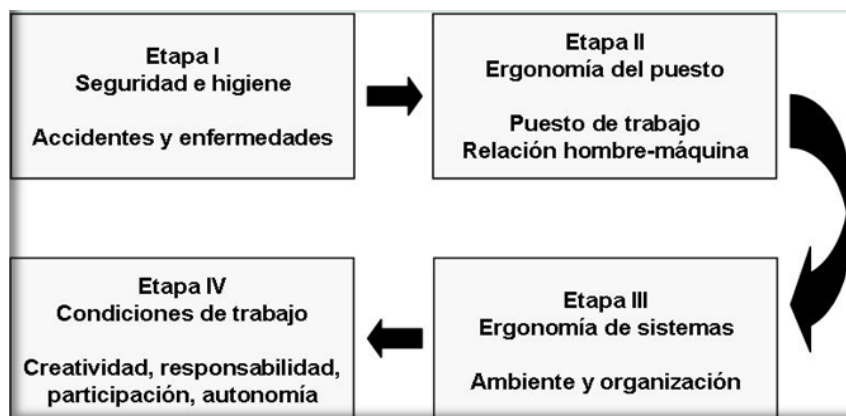 Etapa I
Seguridad e higiene
Accidentes y enfermedades
Etapa II
Ergonomía del puesto
Puesto de trabajo
Relación hombre-máquina
Etapa III
Ergonomía de sistemas
Ambiente y organización
Etapa IV
Condiciones de trabajo
Creatividad, responsabilidad,
participación, autonomía